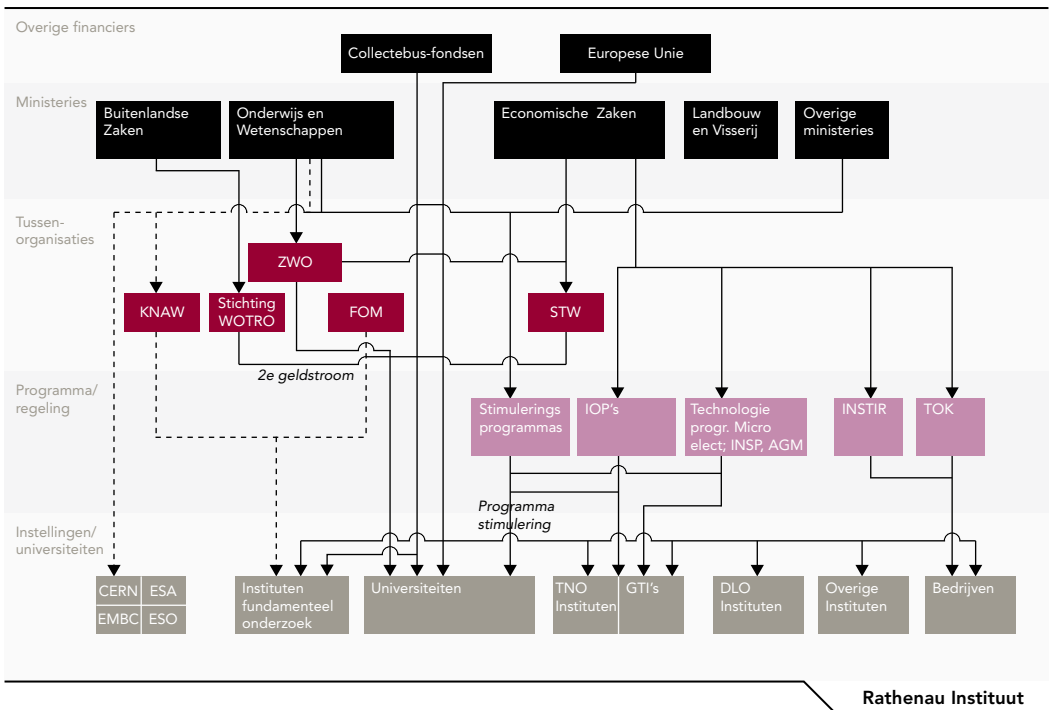 Overige financiers
Collectebus-fondsen
Europese Unie
Ministeries
Buitenlandse
Zaken
Onderwijs en
Wetenschappen
Economische Zaken
Landbouw
en Visserij
Overige
ministeries
Tussen-
organisaties
ZWO
KNAW
Stichting
WOTRO
FOM
STW
2e geldstroom
Programma/
regeling
Stimulerings
programmas
IOP's
Technologie
progr. Micro
elect; INSP, AGM
INSTIR
TOK
Programma
stimulering
Instellingen/
universiteiten
CERN
ESA
EMBC
ESO
Instituten
fundamenteel
onderzoek
Universiteiten
TNO
Instituten
GTI's
DLO
Instituten
Overige
Instituten
Bedrijven
Rathenau Instituut